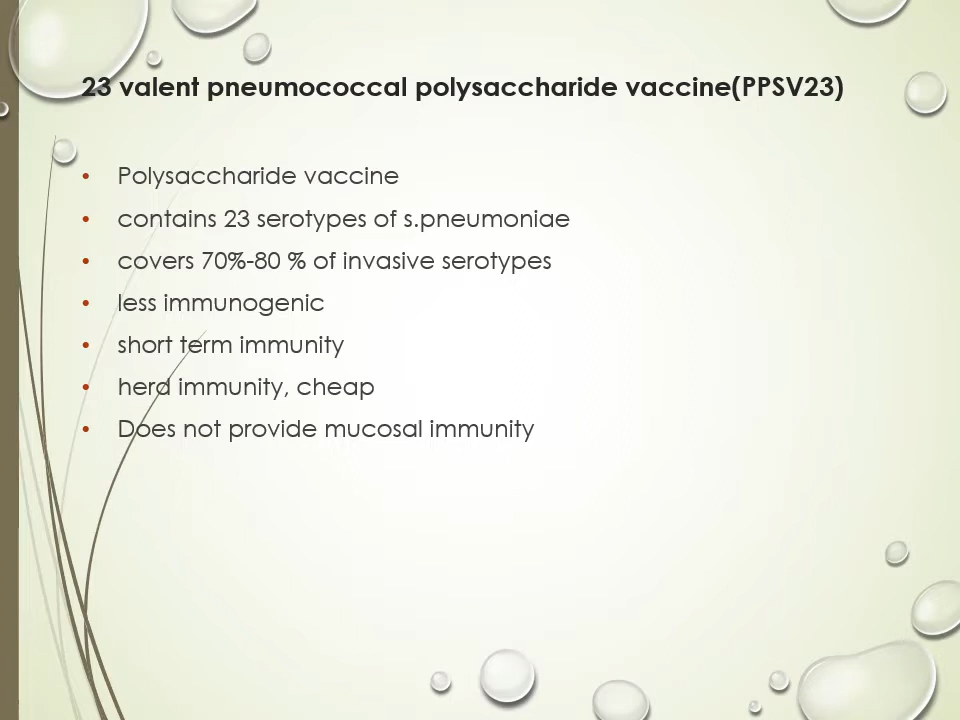 23 valent pneumococcal polysaccharide vaccine(PPSV23)
• Polysaccharide vaccine
• contains 23 serotypes of s.pneumoniae
• covers 70%-80 % of invasive serotypes
• less immunogenic
• short term immunity
• herd immunity, cheap
• Does not provide mucosal immunity